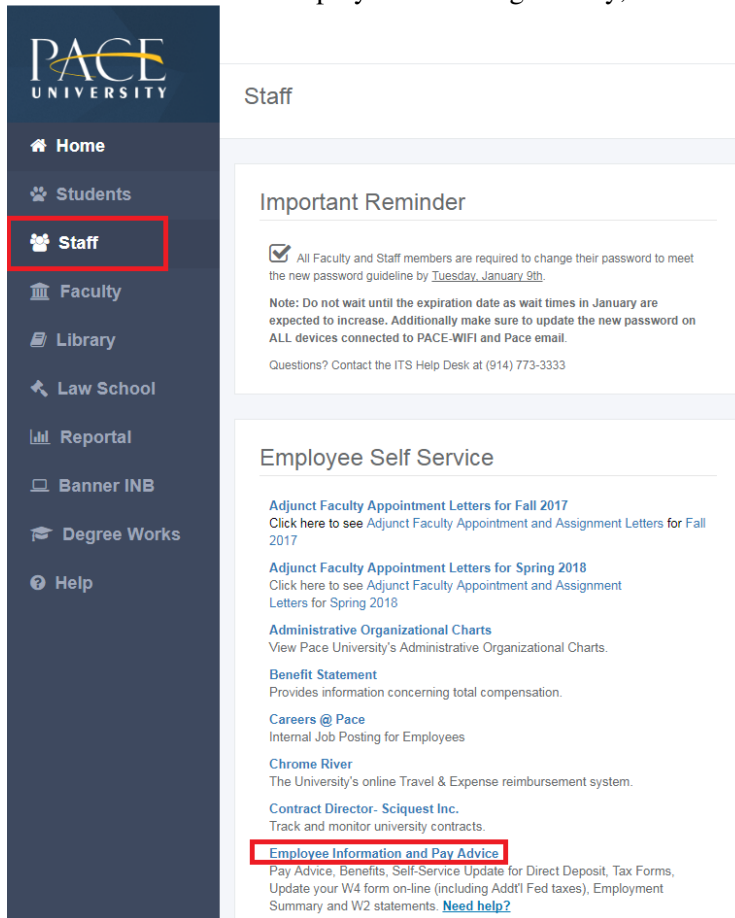 PACE
UNIVERSITY
Home
Students
Staff
Faculty
Library
Law School
Reportal
Banner INB
Degree Works
Help
Staff
Important Reminder
All Faculty and Staff members are required to change their password to meet
the new password guideline by Tuesday, January 9th.
Note: Do not wait until the expiration date as wait times in January are
expected to increase. Additionally make sure to update the new password on
ALL devices connected to PACE-WIFI and Pace email.
Questions? Contact the ITS Help Desk at (914) 773-3333
Employee Self Service
Adjunct Faculty Appointment Letters for Fall 2017
Click here to see Adjunct Faculty Appointment and Assignment Letters for Fall
2017
Adjunct Faculty Appointment Letters for Spring 2018
Click here to see Adjunct Faculty Appointment and Assignment
Letters for Spring 2018
Administrative Organizational Charts
View Pace University's Administrative Organizational Charts.
Benefit Statement
Provides information concerning total compensation.
Careers @ Pace
Internal Job Posting for Employees
Chrome River
The University's online Travel & Expense reimbursement system.
Contract Director- Sciquest Inc.
Track and monitor university contracts.
Employee Information and Pay Advice
Pay Advice, Benefits, Self-Service Update for Direct Deposit, Tax Forms,
Update your W4 form on-line (including Addt'l Fed taxes), Employment
Summary and W2 statements. Need help?